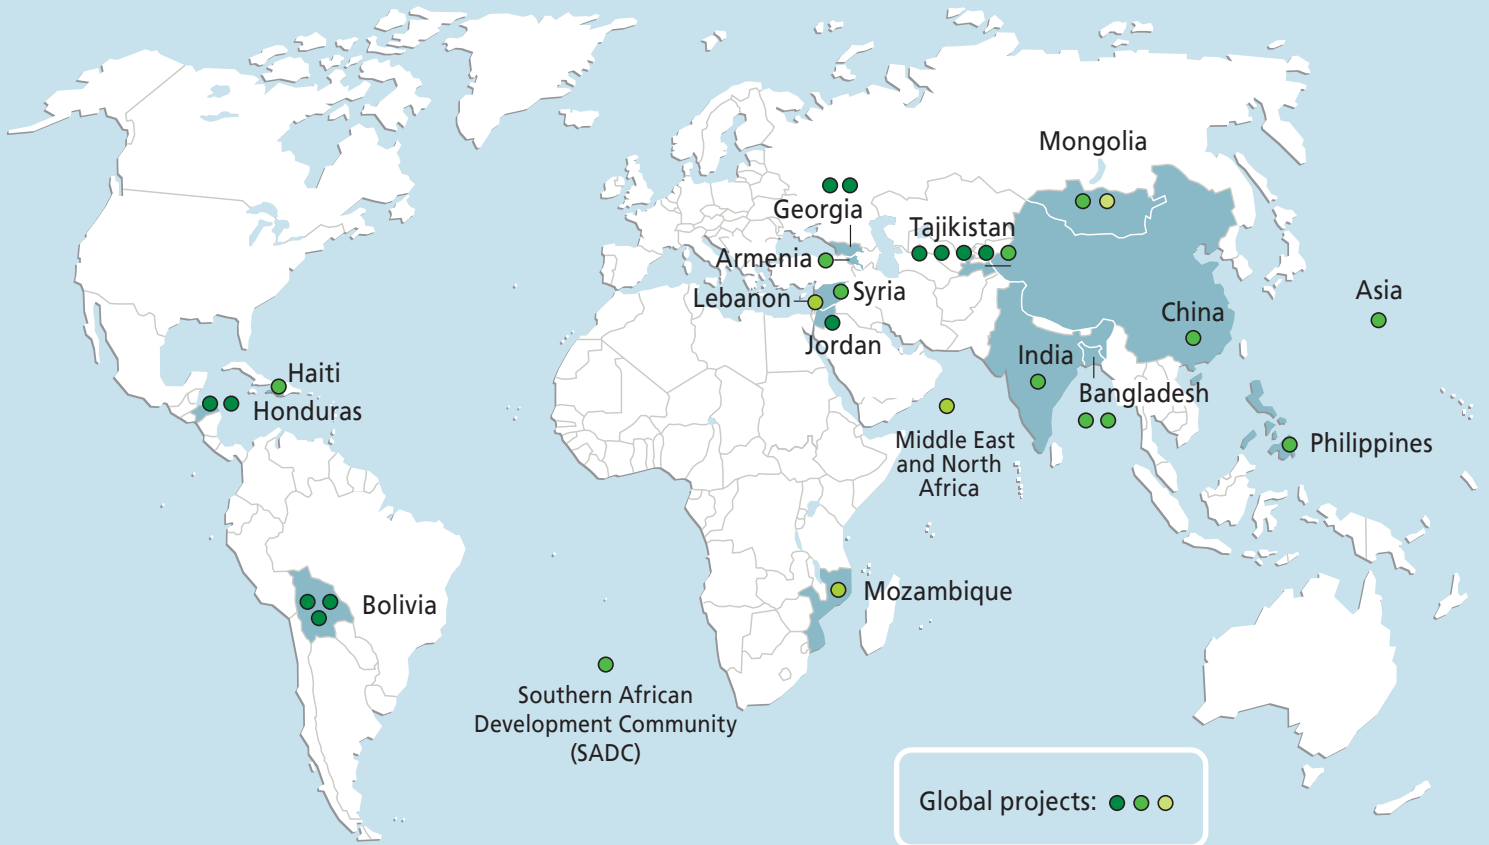 Mongolia
Georgia
Tajikistan
Armenia
Lebanon
Syria
Asia
China
Jordan
India
Haiti
Bangladesh
Honduras
Middle East
and North
Africa
Philippines
Mozambique
Bolivia
Southern African
Development Community
(SADC)
Global projects: